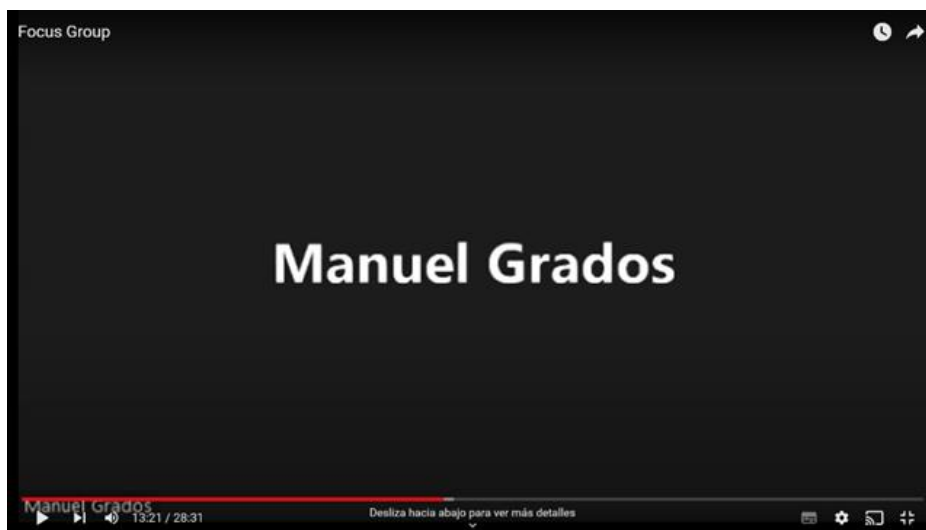 Focus Group
Manuel Grados
Manuel Grados
13:21 / 28:31
Desliza hacia abajo para ver más detalles